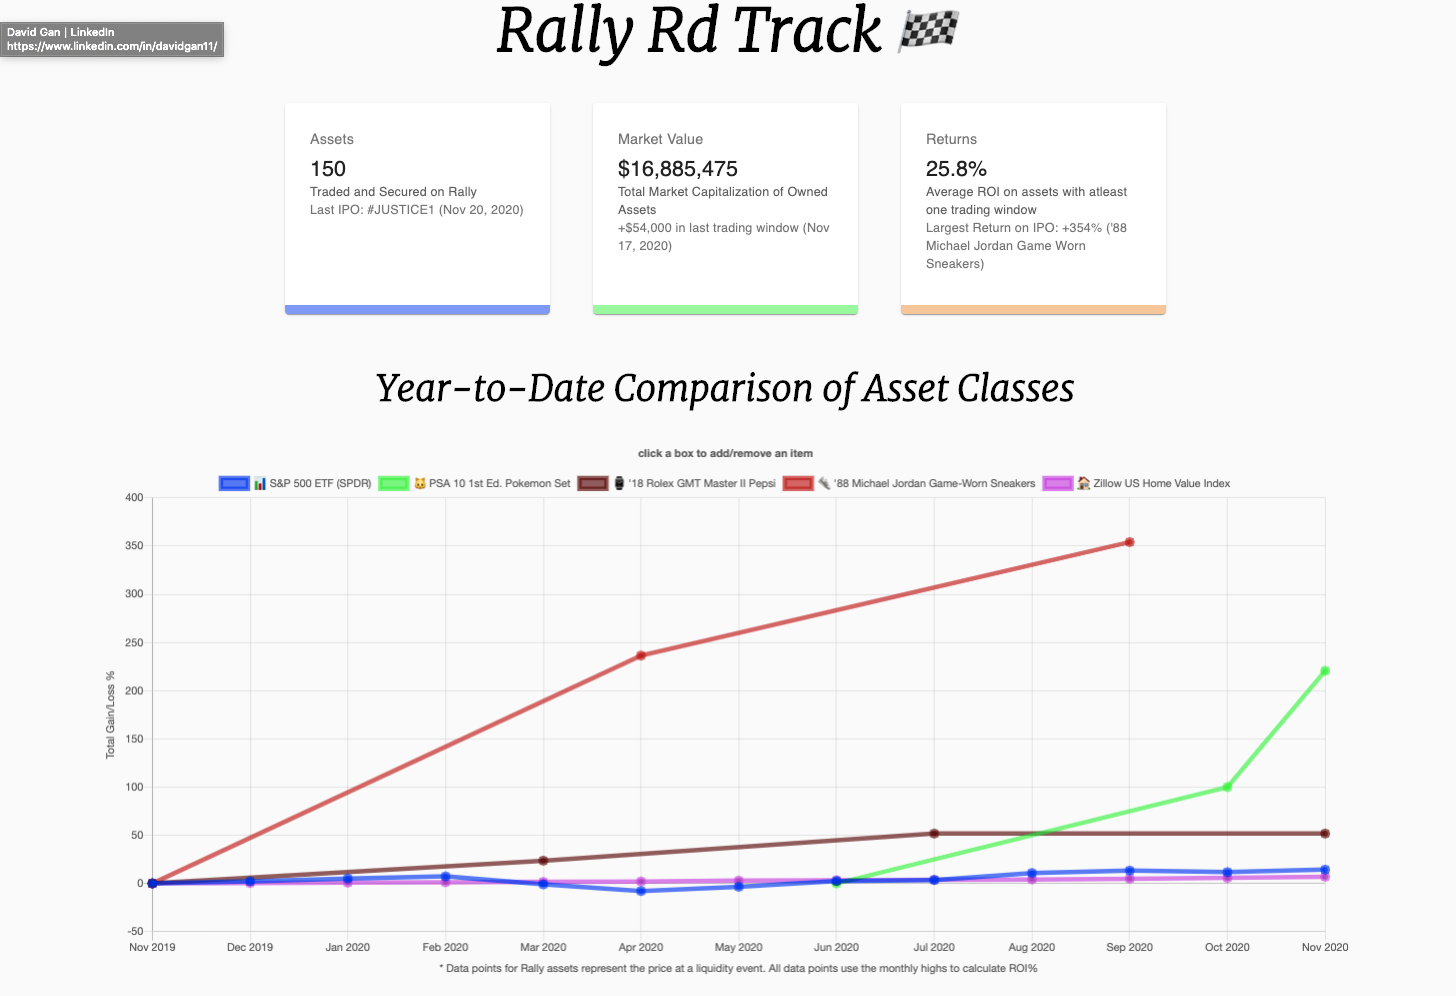 Rally Rd Track 🏁
David Gan | LinkedIn
https://www.linkedin.com/in/davidgan11/
Assets
150
Traded and Secured on Rally
Last IPO: #JUSTICE1 (Nov 20, 2020)
Market Value
$16,885,475
Total Market Capitalization of Owned
Assets
+$54,000 in last trading window (Nov
17, 2020)
Returns
25.8%
Average ROI on assets with atleast
one trading window
Largest Return on IPO: +354% ('88
Michael Jordan Game Worn
Sneakers)
Year-to-Date Comparison of Asset Classes
click a box to add/remove an item
S&P 500 ETF (SPDR) PSA 10 1st Ed. Pokemon Set '18 Rolex GMT Master II Pepsi '88 Michael Jordan Game-Worn Sneakers Zillow US Home Value Index
400
350
300
250
200
150
100
50
0
-50
Total Gain/Loss %
Nov 2019 Dec 2019 Jan 2020 Feb 2020 Mar 2020 Apr 2020 May 2020 Jun 2020 Jul 2020 Aug 2020 Sep 2020 Oct 2020 Nov 2020
* Data points for Rally assets represent the price at a liquidity event. All data points use the monthly highs to calculate ROI%